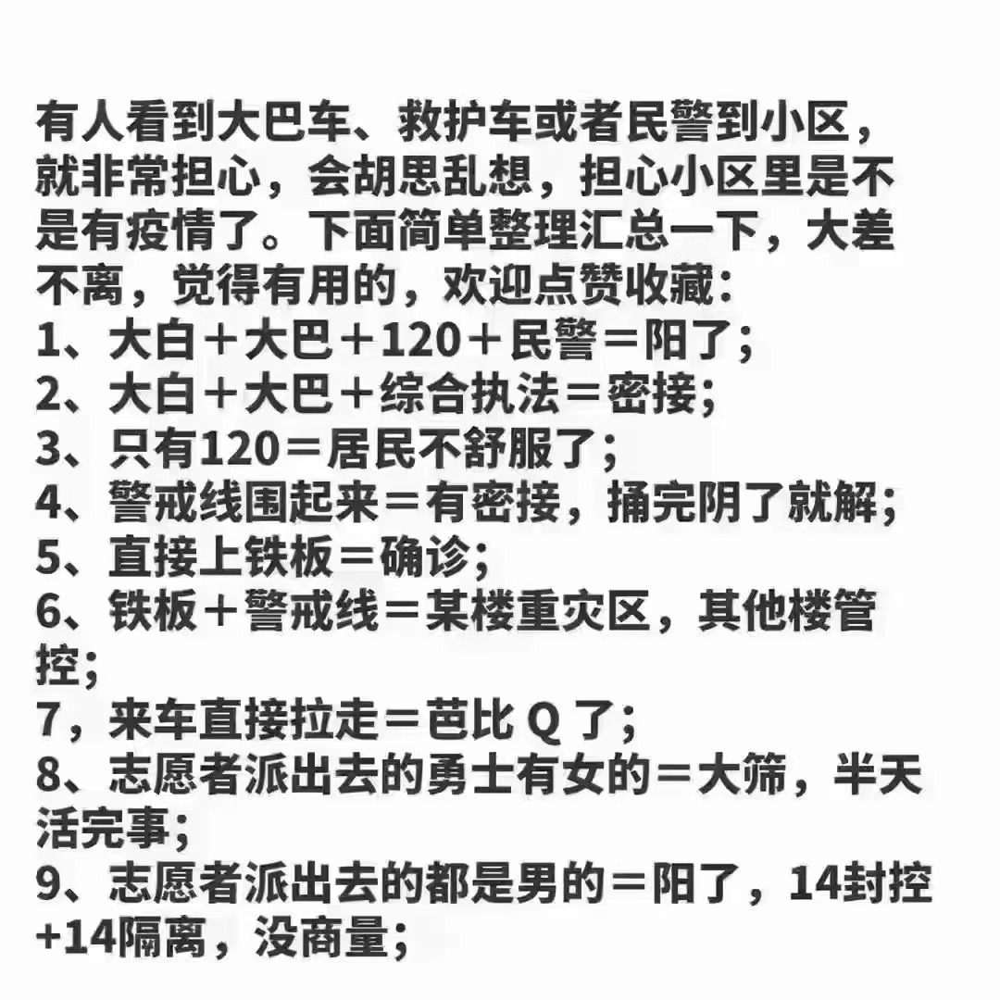 有人看到大巴车、救护车或者民警到小区，
就非常担心，会胡思乱想，担心小区里是不
是有疫情了。下面简单整理汇总一下，大差
不离，觉得有用的，欢迎点赞收藏：
1、大白＋大巴＋120＋民警＝阳了；
2、大白＋大巴＋综合执法＝密接；
3、只有120＝居民不舒服了；
4、警戒线围起来＝有密接，捅完阴了就解；
5、直接上铁板＝确诊；
6、铁板＋警戒线＝某楼重灾区，其他楼管
控；
7，来车直接拉走＝芭比 Q 了；
8、志愿者派出去的勇士有女的＝大筛，半天
活完事；
9、志愿者派出去的都是男的＝阳了，14封控
+14隔离，没商量；